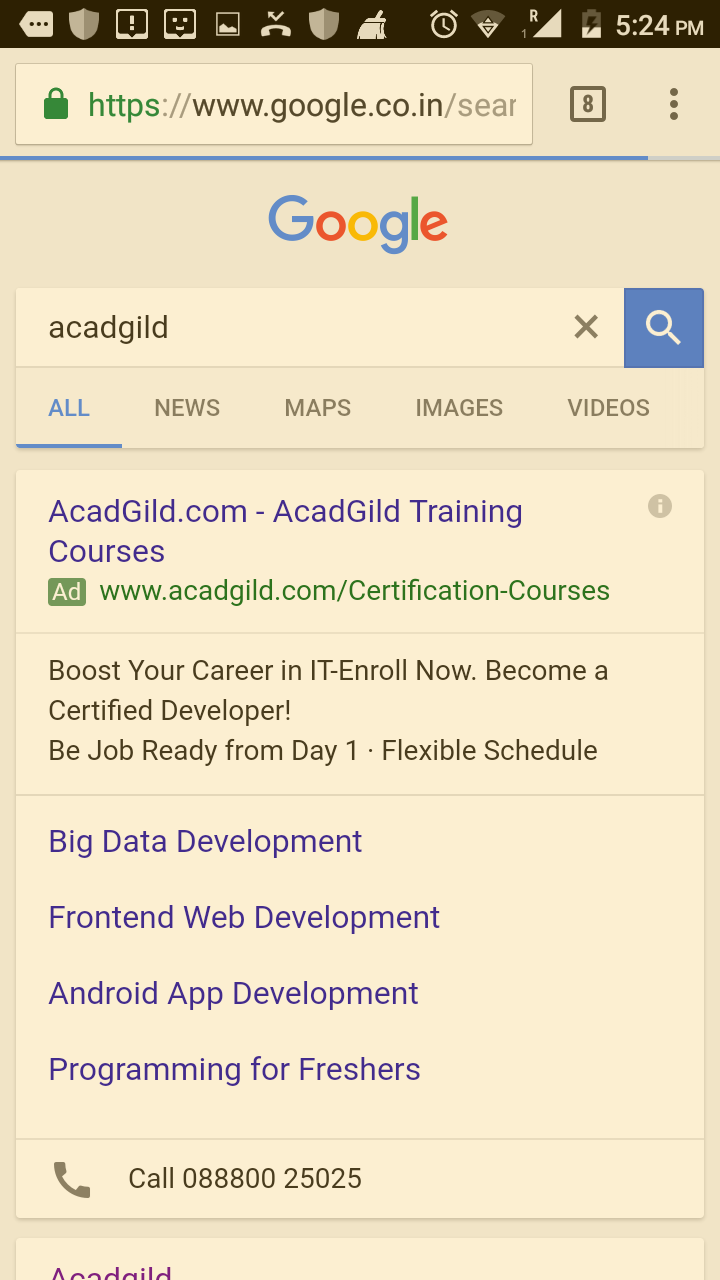 R
1
5:24 PM
https://www.google.co.in/sear
8
Google
acadgild
ALL NEWS MAPS IMAGES VIDEOS
AcadGild.com - AcadGild Training
Courses
Ad www.acadgild.com/Certification-Courses
Boost Your Career in IT-Enroll Now. Become a
Certified Developer!
Be Job Ready from Day 1 · Flexible Schedule
Big Data Development
Frontend Web Development
Android App Development
Programming for Freshers
Call 088800 25025
Acadgild